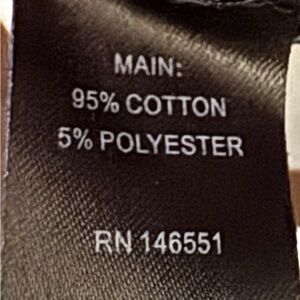 MAIN:
95% COTTON
5% POLYESTER
RN 146551